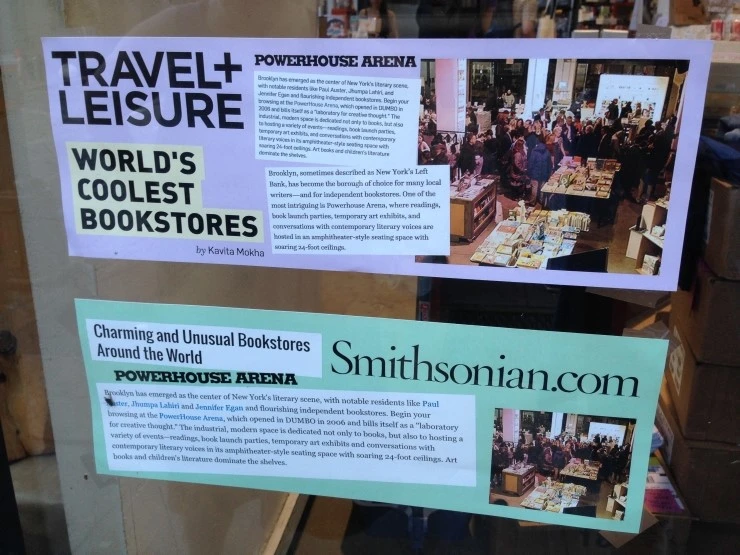 TRAVEL+
LEISURE
WORLD'S
COOLEST
BOOKSTORES
by Kavita Mokha
POWERHOUSE ARENA
Brooklyn has emerged as the center of New York's literary scene,
with notable residents like Paul Auster, Jhumpa Lahiri, and
Jennifer Egan and flourishing independent bookstores. Begin your
browsing at the PowerHouse Arena, which opened in DUMBO in
2006 and bills itself as a "laboratory for creative thought." The
industrial, modern space is dedicated not only to books, but also
to hosting a variety of events—readings, book launch parties,
temporary art exhibits, and conversations with contemporary
literary voices in its amphitheater-style seating space with
soaring 24-foot ceilings. Art books and children's literature
dominate the shelves.
Brooklyn, sometimes described as New York's Left
Bank, has become the borough of choice for many local
writers—and for independent bookstores. One of the
most intriguing is Powerhouse Arena, where readings,
book launch parties, temporary art exhibits, and
conversations with contemporary literary voices are
hosted in an amphitheater-style seating space with
soaring 24-foot ceilings.
Charming and Unusual Bookstores
Around the World
Smithsonian.com
POWERHOUSE ARENA
Brooklyn has emerged as the center of New York's literary scene, with notable residents like Paul
ster, Jhumpa Lahiri and Jennifer Egan and flourishing independent bookstores. Begin your
browsing at the PowerHouse Arena, which opened in DUMBO in 2006 and bills itself as a "laboratory
for creative thought." The industrial, modern space is dedicated not only to books, but also to hosting a
variety of events—readings, book launch parties, temporary art exhibits and conversations with
contemporary literary voices in its amphitheater-style seating space with soaring 24-foot ceilings. Art
books and children's literature dominate the shelves.